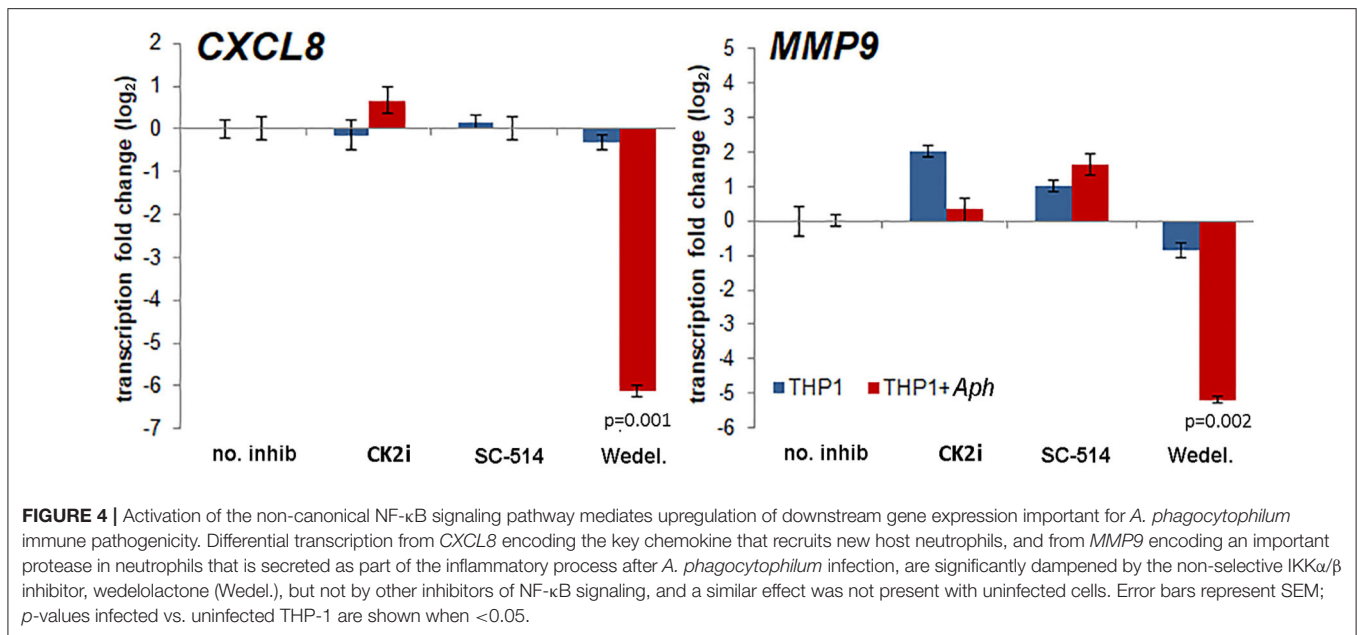 CXCL8
transcription fold change (log₂)
2
1
0
-1
-2
-3
-4
-5
-6
-7
p=0.001
no. inhib CK2i SC-514 Wedel.
MMP9
transcription fold change (log₂)
5
4
3
2
1
0
-1
-2
-3
-4
-5
-6
THP1 THP1+Aph
p=0.002
no. inhib CK2i SC-514 Wedel.
FIGURE 4 | Activation of the non-canonical NF-κB signaling pathway mediates upregulation of downstream gene expression important for A. phagocytophilum
immune pathogenicity. Differential transcription from CXCL8 encoding the key chemokine that recruits new host neutrophils, and from MMP9 encoding an important
protease in neutrophils that is secreted as part of the inflammatory process after A. phagocytophilum infection, are significantly dampened by the non-selective IKKα/β
inhibitor, wedelolactone (Wedel.), but not by other inhibitors of NF-κB signaling, and a similar effect was not present with uninfected cells. Error bars represent SEM;
p-values infected vs. uninfected THP-1 are shown when <0.05.